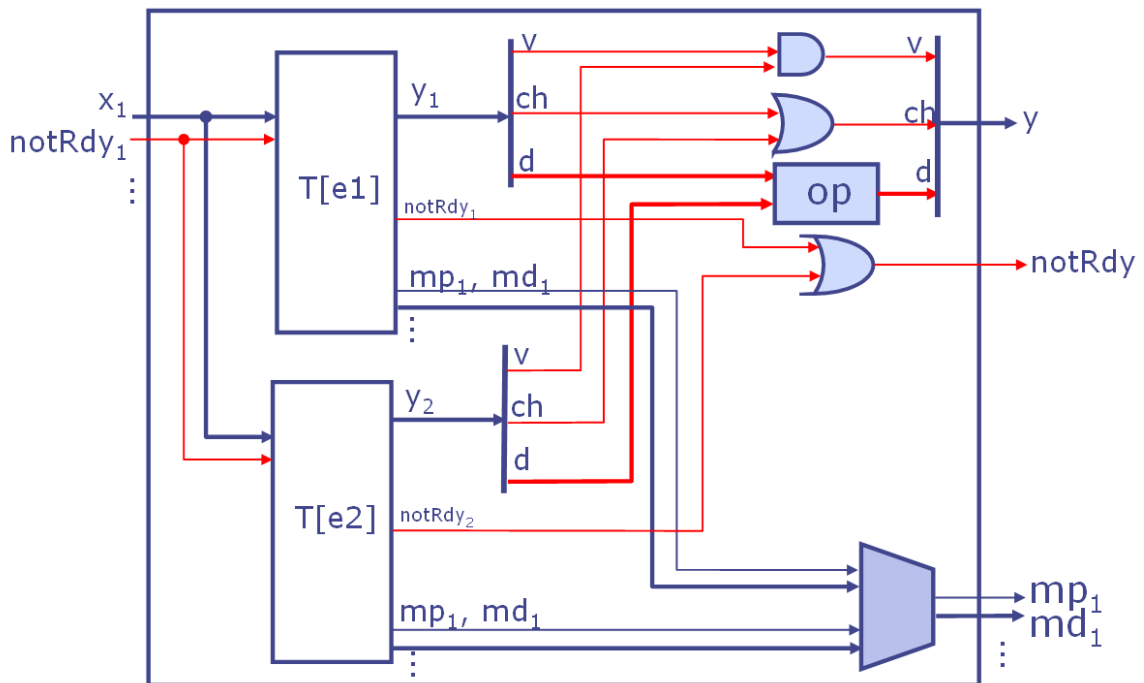 x₁
notRdy₁
⋮
T[e1]
y₁
v
ch
d
notRdy₁
mp₁, md₁
⋮
v
ch
d
op
y
notRdy
T[e2]
y₂
v
ch
d
notRdy₂
mp₁, md₁
⋮
mp₁
md₁
⋮